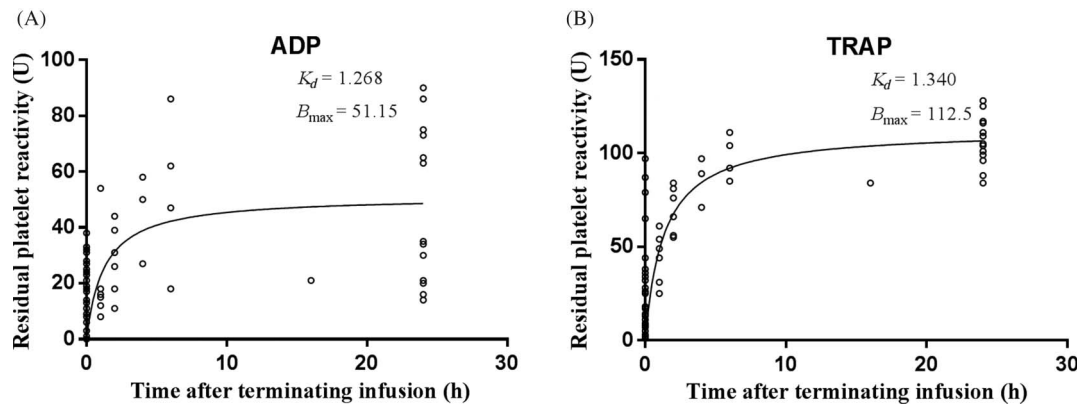 (A)
ADP
K_d = 1.268
B_max = 51.15
Residual platelet reactivity (U)
100
80
60
40
20
0
0 10 20 30
Time after terminating infusion (h)
(B)
TRAP
K_d = 1.340
B_max = 112.5
Residual platelet reactivity (U)
150
100
50
0
0 10 20 30
Time after terminating infusion (h)